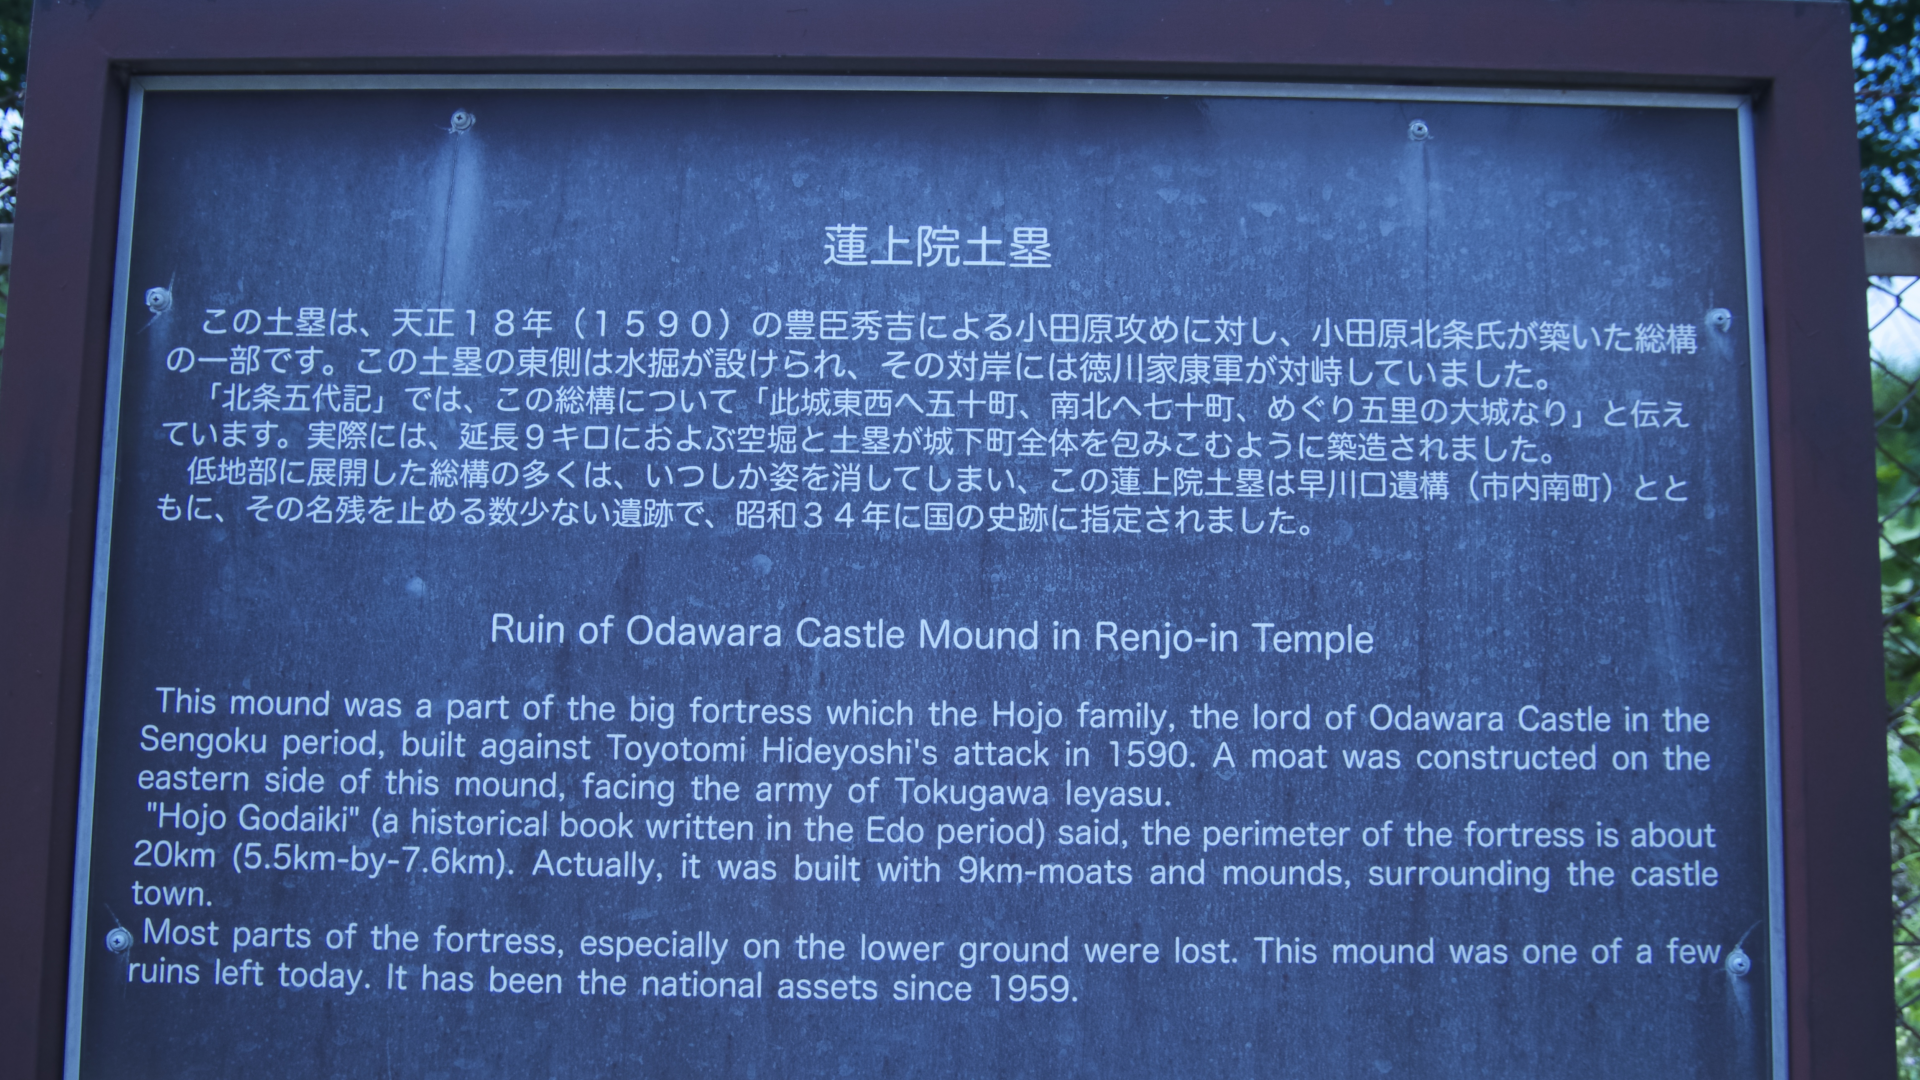 蓮上院土塁
この土塁は、天正１８年（１５９０）の豊臣秀吉による小田原攻めに対し、小田原北条氏が築いた総構
の一部です。この土塁の東側は水掘が設けられ、その対岸には徳川家康軍が対峙していました。
「北条五代記」では、この総構について「此城東西へ五十町、南北へ七十町、めぐり五里の大城なり」と伝え
ています。実際には、延長９キロにおよぶ空堀と土塁が城下町全体を包みこむように築造されました。
低地部に展開した総構の多くは、いつしか姿を消してしまい、この蓮上院土塁は早川口遺構（市内南町）とと
もに、その名残を止める数少ない遺跡で、昭和３４年に国の史跡に指定されました。
Ruin of Odawara Castle Mound in Renjo-in Temple
This mound was a part of the big fortress which the Hojo family, the lord of Odawara Castle in the
Sengoku period, built against Toyotomi Hideyoshi's attack in 1590. A moat was constructed on the
eastern side of this mound, facing the army of Tokugawa Ieyasu.
"Hojo Godaiki" (a historical book written in the Edo period) said, the perimeter of the fortress is about
20km (5.5km-by-7.6km). Actually, it was built with 9km-moats and mounds, surrounding the castle
town.
Most parts of the fortress, especially on the lower ground were lost. This mound was one of a few
ruins left today. It has been the national assets since 1959.